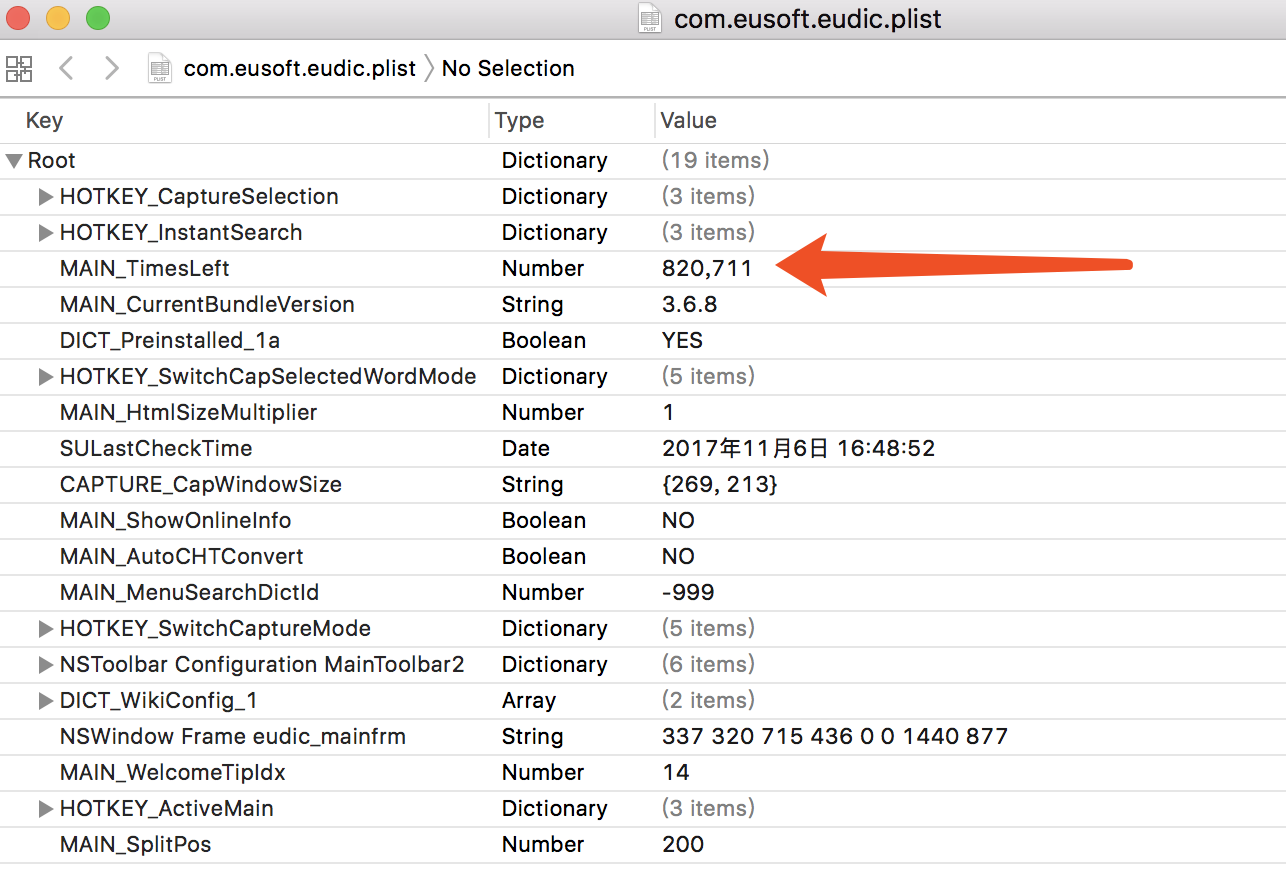 com.eusoft.eudic.plist
com.eusoft.eudic.plist No Selection
Key Type Value
Root Dictionary (19 items)
HOTKEY_CaptureSelection Dictionary (3 items)
HOTKEY_InstantSearch Dictionary (3 items)
MAIN_TimesLeft Number 820,711
MAIN_CurrentBundleVersion String 3.6.8
DICT_Preinstalled_1a Boolean YES
HOTKEY_SwitchCapSelectedWordMode Dictionary (5 items)
MAIN_HtmlSizeMultiplier Number 1
SULastCheckTime Date 2017年11月6日 16:48:52
CAPTURE_CapWindowSize String {269, 213}
MAIN_ShowOnlineInfo Boolean NO
MAIN_AutoCHTConvert Boolean NO
MAIN_MenuSearchDictId Number -999
HOTKEY_SwitchCaptureMode Dictionary (5 items)
NSToolbar Configuration MainToolbar2 Dictionary (6 items)
DICT_WikiConfig_1 Array (2 items)
NSWindow Frame eudic_mainfrm String 337 320 715 436 0 0 1440 877
MAIN_WelcomeTipIdx Number 14
HOTKEY_ActiveMain Dictionary (3 items)
MAIN_SplitPos Number 200